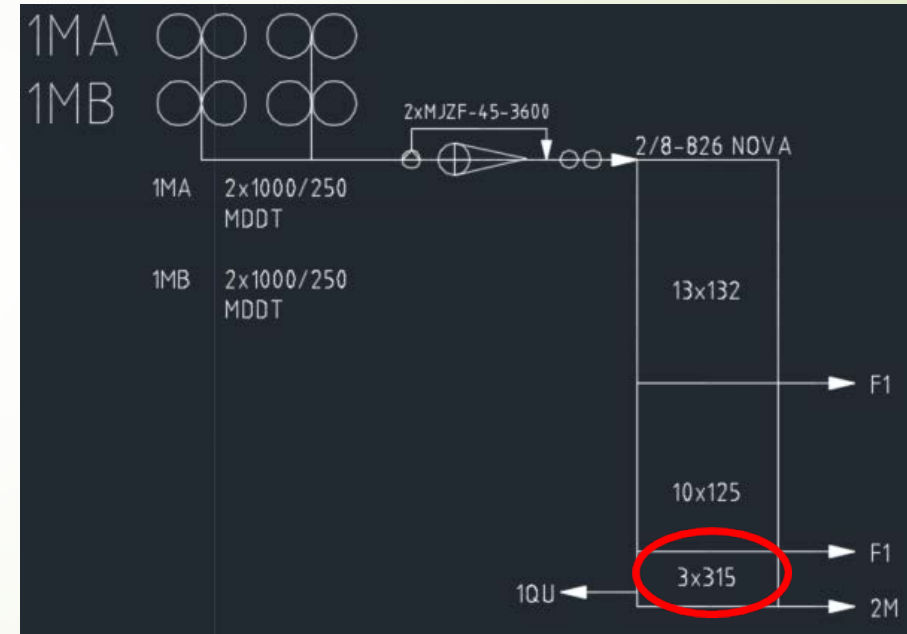 1MA
1MB
2xMJZF-45-3600
2/8-826 NOVA
1MA 2x1000/250
MDDT
1MB 2x1000/250
MDDT
13x132
F1
10x125
F1
3x315
1QU
2M